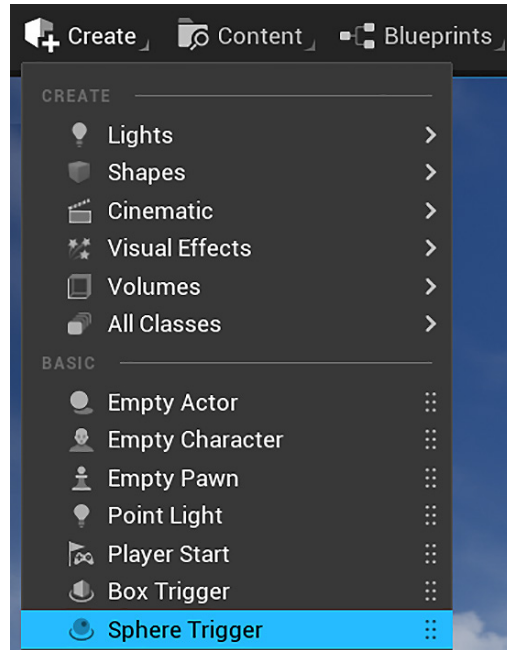 Create Content Blueprints
CREATE
Lights
Shapes
Cinematic
Visual Effects
Volumes
All Classes
BASIC
Empty Actor
Empty Character
Empty Pawn
Point Light
Player Start
Box Trigger
Sphere Trigger